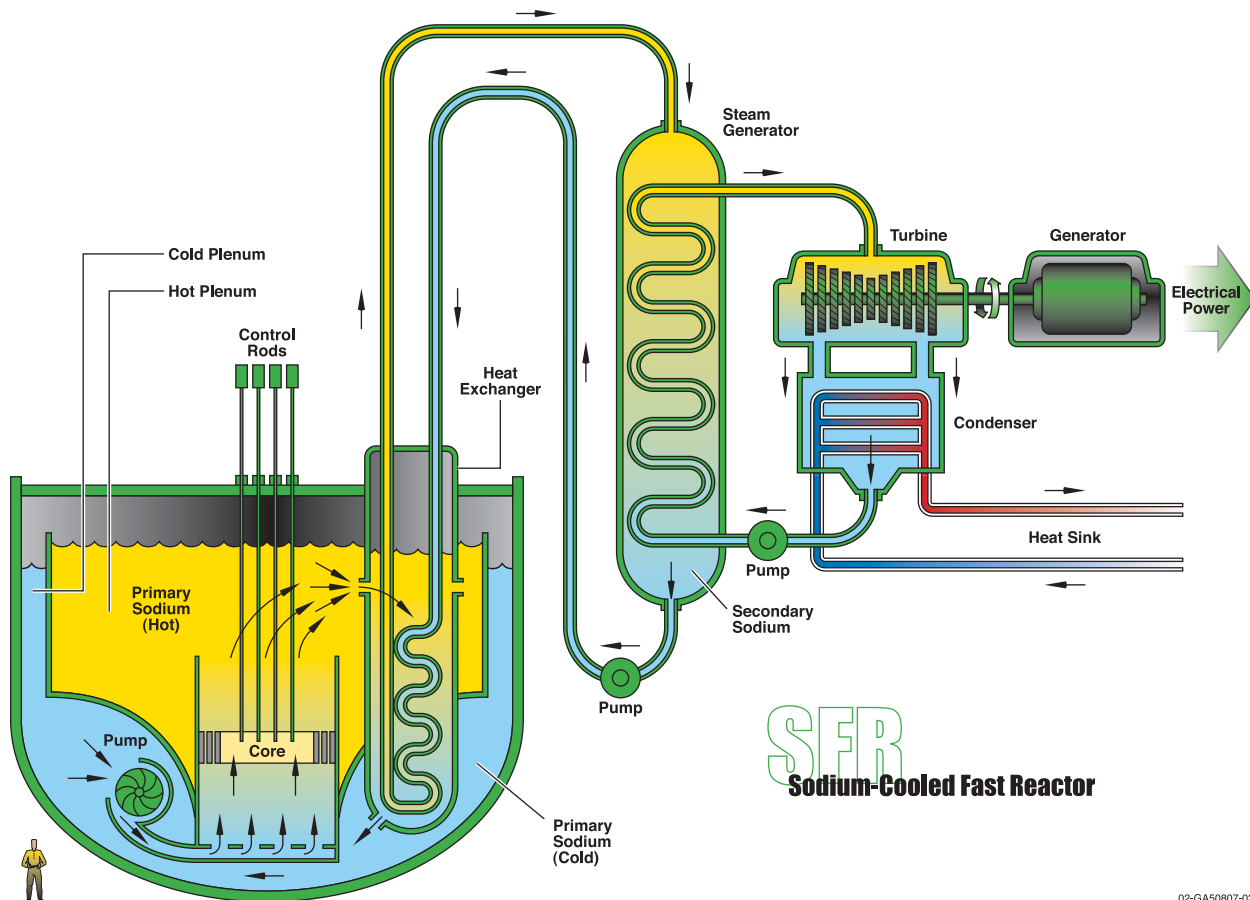 Steam
Generator
Cold Plenum
Hot Plenum
Control
Rods
Heat
Exchanger
Turbine
Generator
Electrical
Power
Condenser
Heat Sink
Pump
Primary
Sodium
(Hot)
Secondary
Sodium
Pump
Pump
Core
SFR
Sodium-Cooled Fast Reactor
Primary
Sodium
(Cold)